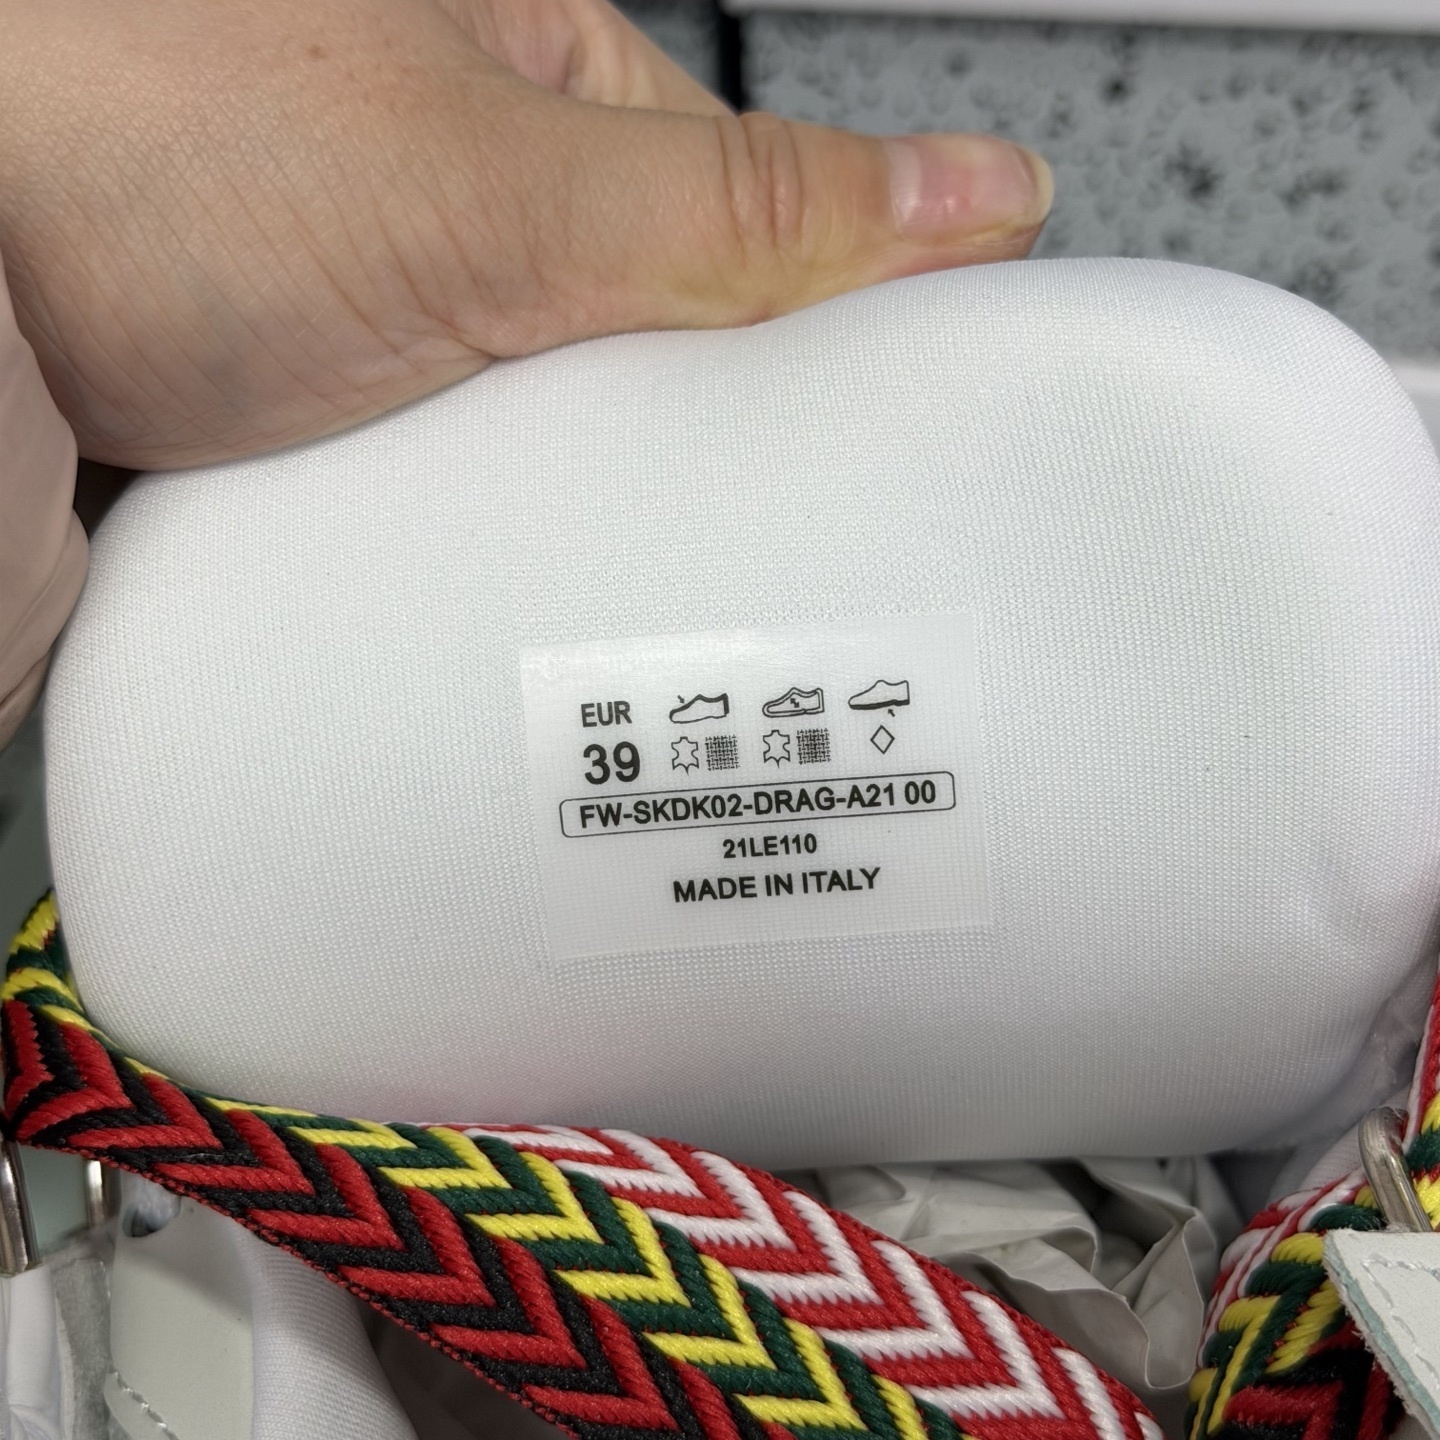 EUR
39
FW-SKDK02-DRAG-A21 00
21LE110
MADE IN ITALY